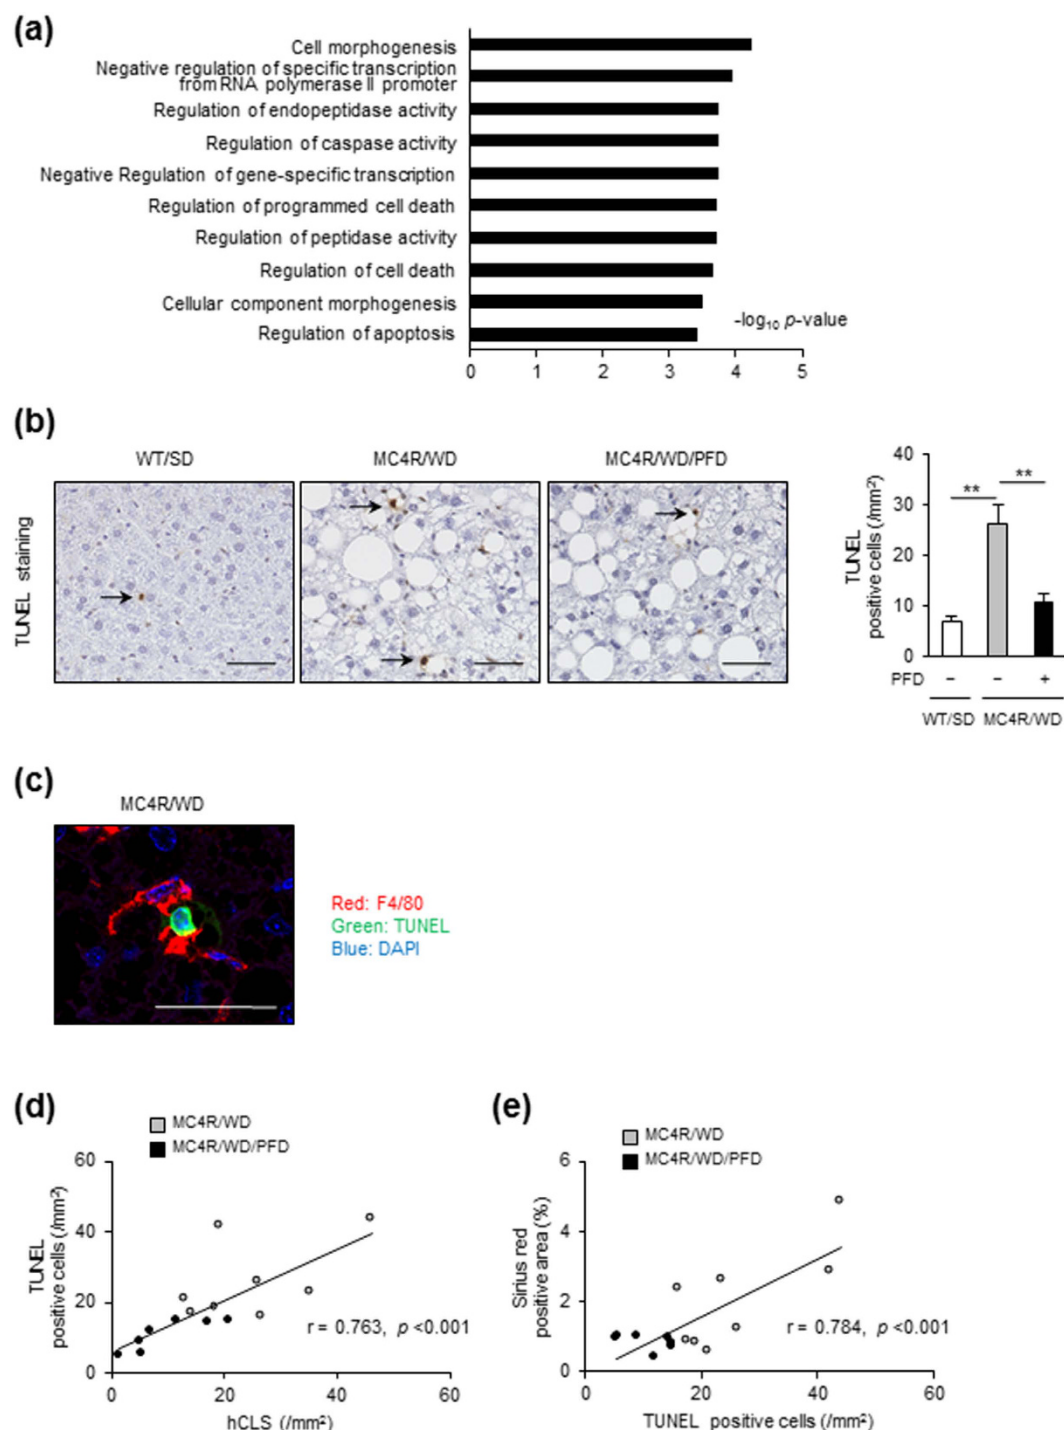 (a)
Cell morphogenesis
Negative regulation of specific transcription
from RNA polymerase II promoter
Regulation of endopeptidase activity
Regulation of caspase activity
Negative Regulation of gene-specific transcription
Regulation of programmed cell death
Regulation of peptidase activity
Regulation of cell death
Cellular component morphogenesis
Regulation of apoptosis
-log₁₀ p-value
0 1 2 3 4 5
(b)
WT/SD MC4R/WD MC4R/WD/PFD
TUNEL staining
TUNEL
positive cells (/mm²)
40
30
20
10
0
** **
PFD − − +
WT/SD MC4R/WD
(c)
MC4R/WD
Red: F4/80
Green: TUNEL
Blue: DAPI
(d)
MC4R/WD
MC4R/WD/PFD
TUNEL
positive cells (/mm²)
60
40
20
0
r = 0.763, p <0.001
0 20 40 60
hCLS (/mm²)
(e)
MC4R/WD
MC4R/WD/PFD
Sirius red
positive area (%)
6
4
2
0
r = 0.784, p <0.001
0 20 40 60
TUNEL positive cells (/mm²)